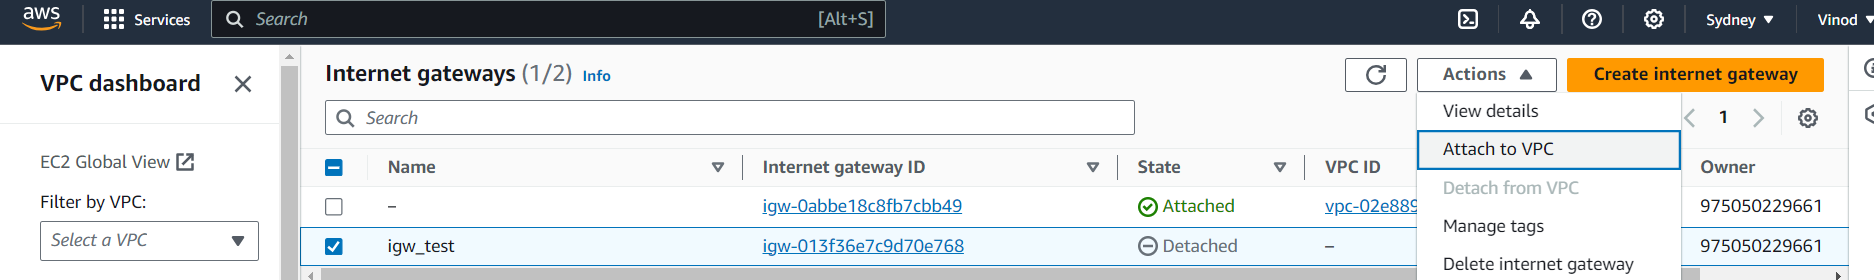 aws Services Search [Alt+S] Sydney Vinod
VPC dashboard
EC2 Global View
Filter by VPC:
Select a VPC
Internet gateways (1/2) Info
Actions
Create internet gateway
Search
1
View details
Attach to VPC
Detach from VPC
Manage tags
Delete internet gateway
Name Internet gateway ID State VPC ID Owner
– igw-0abbe18c8fb7cbb49 Attached vpc-02e889 975050229661
igw_test igw-013f36e7c9d70e768 Detached – 975050229661